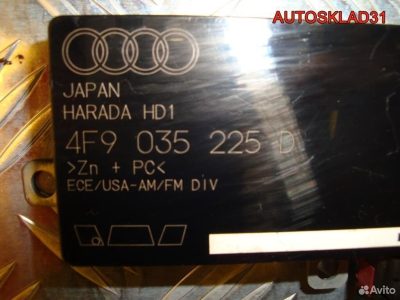 AUTOSKLAD31
JAPAN
HARADA HD1
4F9 035 225 D
>Zn + PC<
ECE/USA-AM/FM DIV
Avito